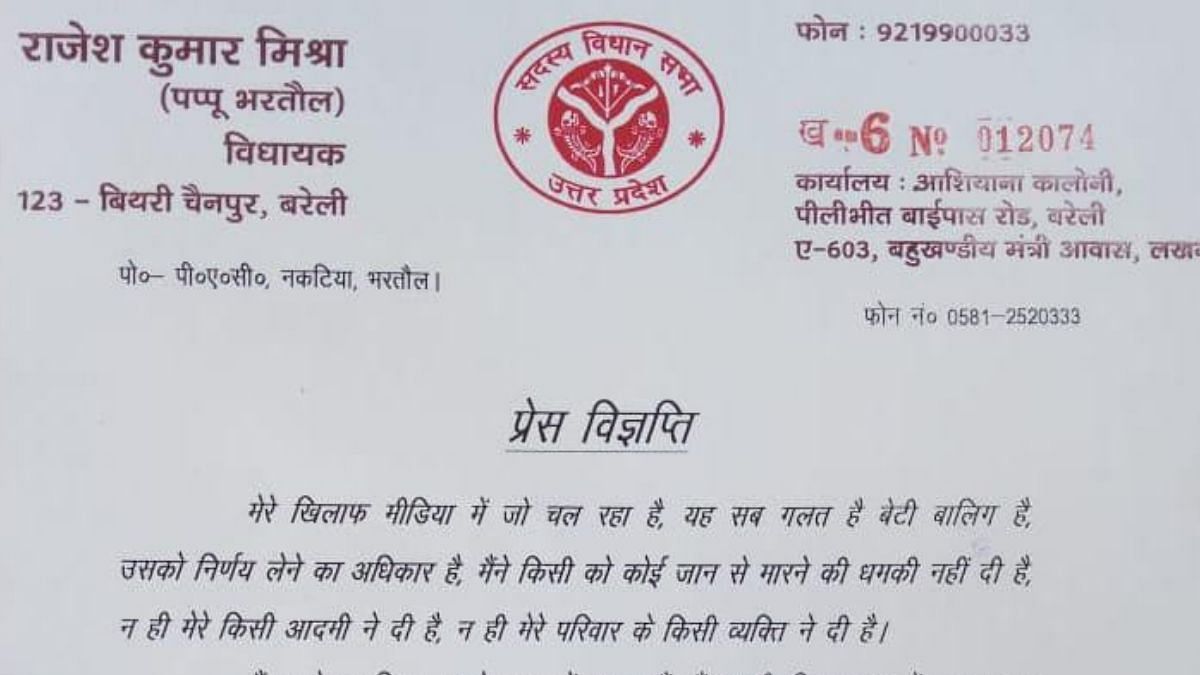 राजेश कुमार मिश्रा
(पप्पू भरतौल)
विधायक
123 - बिथरी चैनपुर, बरेली
पो०– पी०ए०सी०, नकटिया, भरतौल।
सदस्य विधान सभा
उत्तर प्रदेश
फोन : 9219900033
ख-6 Nº 012074
कार्यालय : आशियाना कालोनी,
पीलीभीत बाईपास रोड, बरेली
ए-603, बहुखण्डीय मंत्री आवास,
फोन नं० 0581–2520333
प्रेस विज्ञप्ति
मेरे खिलाफ मीडिया में जो चल रहा है, यह सब गलत है बेटी बालिग है,
उसको निर्णय लेने का अधिकार है, मैंने किसी को कोई जान से मारने की धमकी नहीं दी है,
न ही मेरे किसी आदमी ने दी है, न ही मेरे परिवार के किसी व्यक्ति ने दी है।